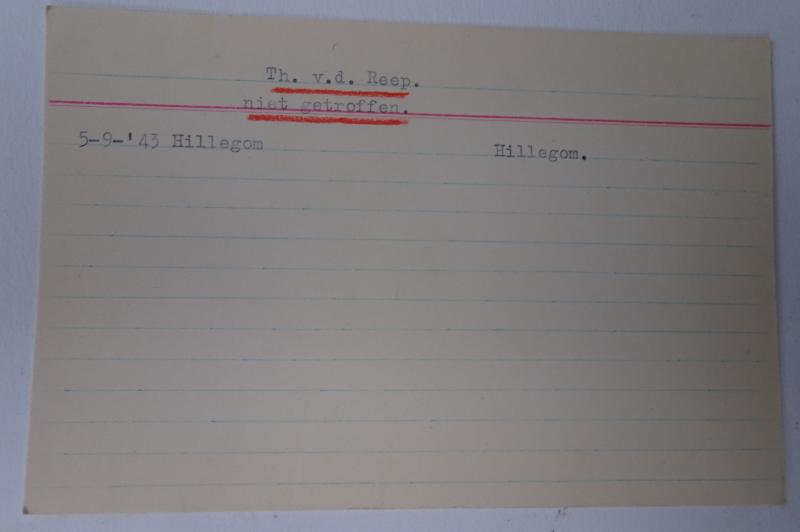 Th. v.d. Reep.
niet getroffen.
5-9-'43 Hillegom Hillegom.